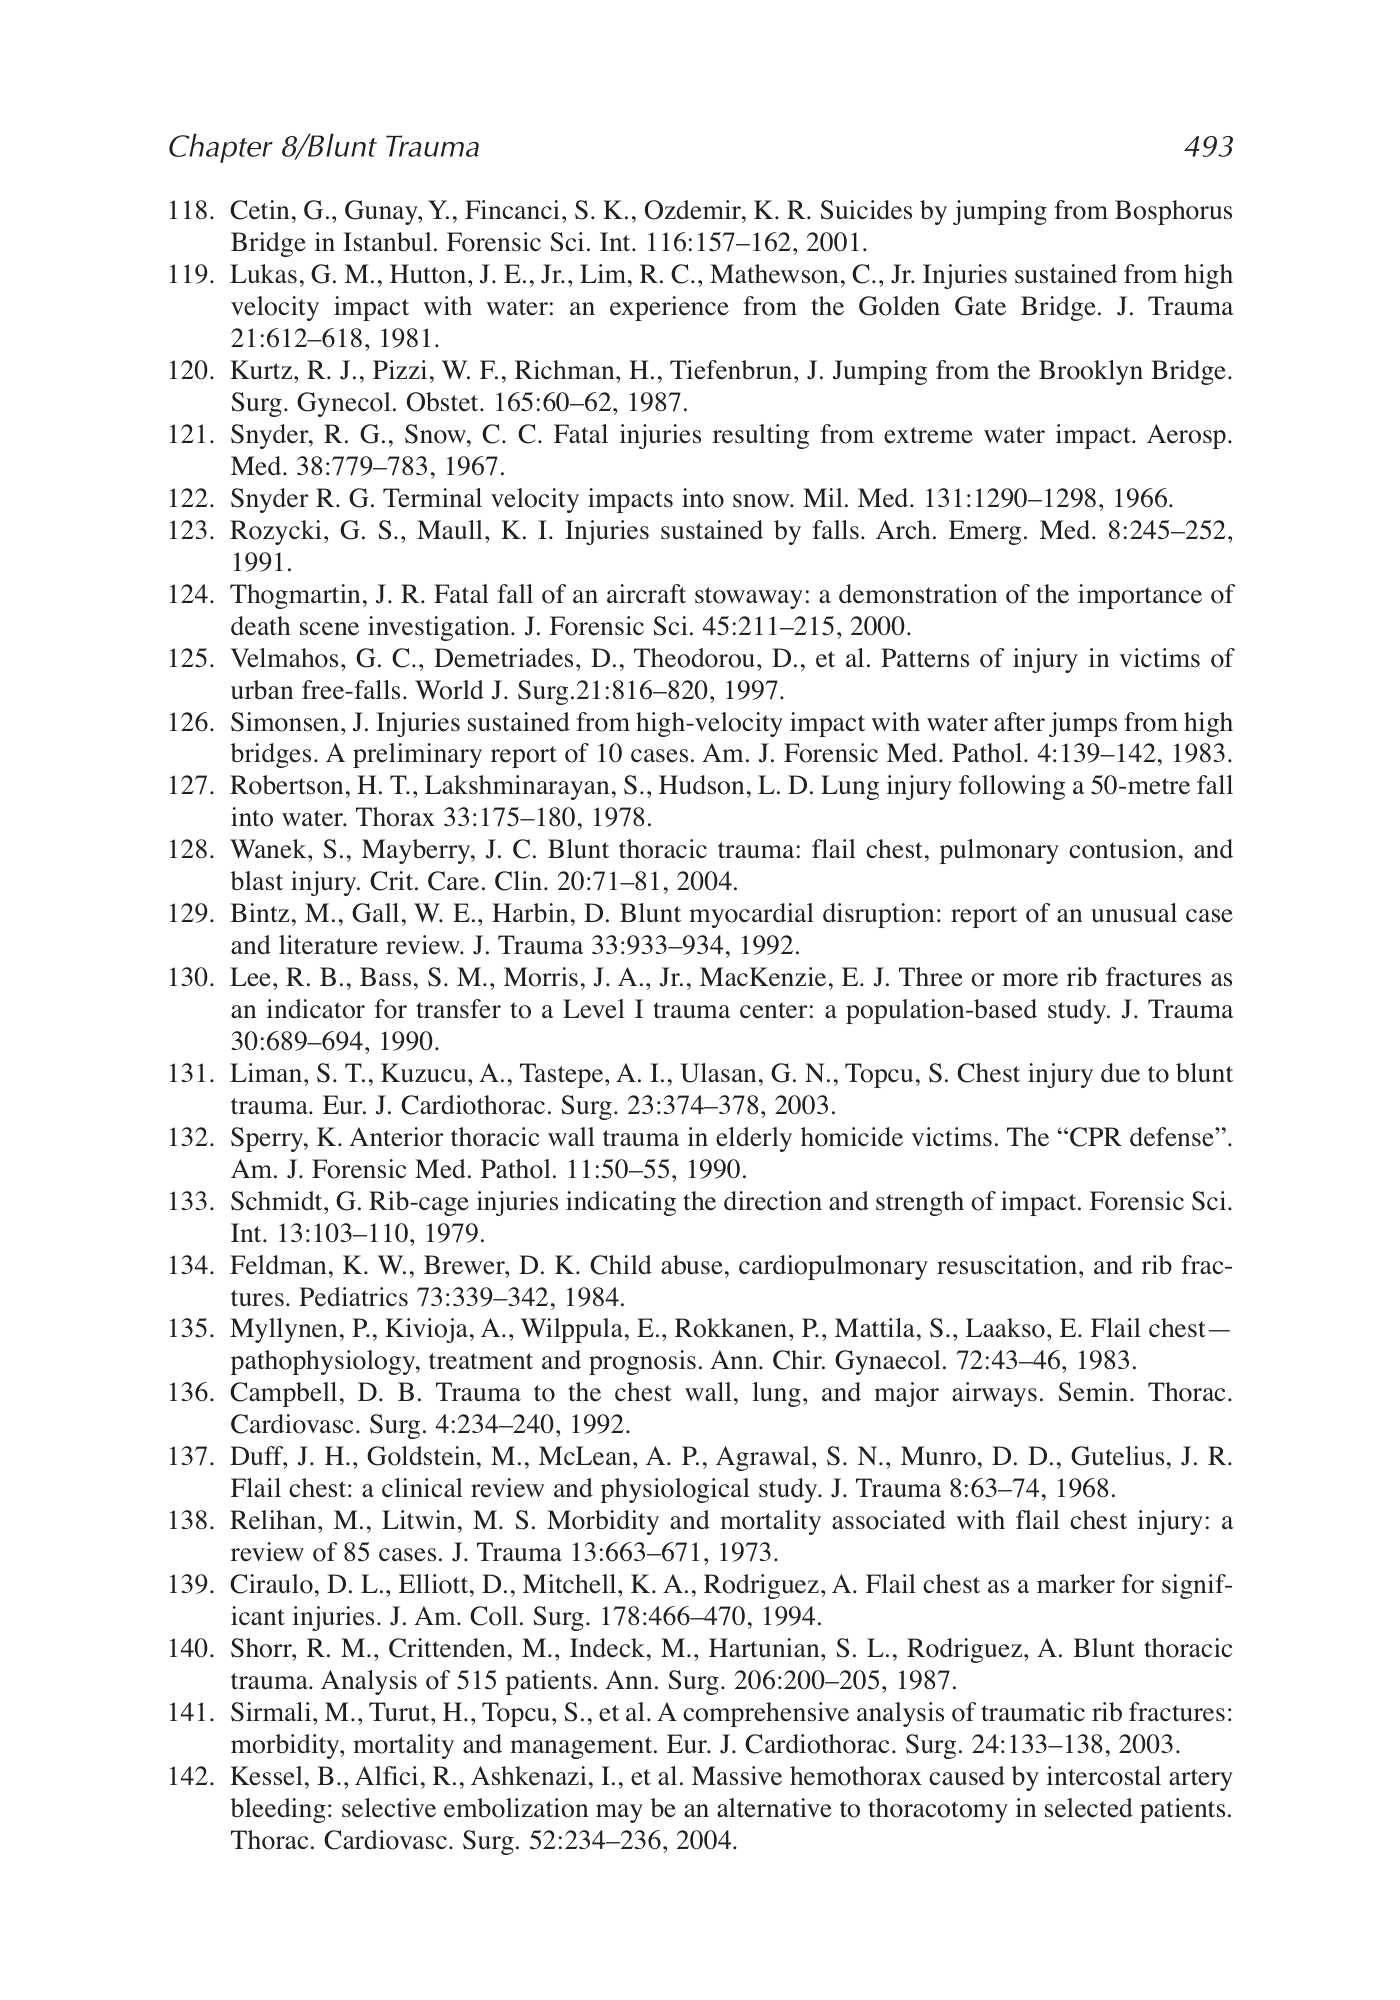 Chapter 8/Blunt Trauma 493
118. Cetin, G., Gunay, Y., Fincanci, S. K., Ozdemir, K. R. Suicides by jumping from Bosphorus
Bridge in Istanbul. Forensic Sci. Int. 116:157–162, 2001.
119. Lukas, G. M., Hutton, J. E., Jr., Lim, R. C., Mathewson, C., Jr. Injuries sustained from high
velocity impact with water: an experience from the Golden Gate Bridge. J. Trauma
21:612–618, 1981.
120. Kurtz, R. J., Pizzi, W. F., Richman, H., Tiefenbrun, J. Jumping from the Brooklyn Bridge.
Surg. Gynecol. Obstet. 165:60–62, 1987.
121. Snyder, R. G., Snow, C. C. Fatal injuries resulting from extreme water impact. Aerosp.
Med. 38:779–783, 1967.
122. Snyder R. G. Terminal velocity impacts into snow. Mil. Med. 131:1290–1298, 1966.
123. Rozycki, G. S., Maull, K. I. Injuries sustained by falls. Arch. Emerg. Med. 8:245–252,
1991.
124. Thogmartin, J. R. Fatal fall of an aircraft stowaway: a demonstration of the importance of
death scene investigation. J. Forensic Sci. 45:211–215, 2000.
125. Velmahos, G. C., Demetriades, D., Theodorou, D., et al. Patterns of injury in victims of
urban free-falls. World J. Surg.21:816–820, 1997.
126. Simonsen, J. Injuries sustained from high-velocity impact with water after jumps from high
bridges. A preliminary report of 10 cases. Am. J. Forensic Med. Pathol. 4:139–142, 1983.
127. Robertson, H. T., Lakshminarayan, S., Hudson, L. D. Lung injury following a 50-metre fall
into water. Thorax 33:175–180, 1978.
128. Wanek, S., Mayberry, J. C. Blunt thoracic trauma: flail chest, pulmonary contusion, and
blast injury. Crit. Care. Clin. 20:71–81, 2004.
129. Bintz, M., Gall, W. E., Harbin, D. Blunt myocardial disruption: report of an unusual case
and literature review. J. Trauma 33:933–934, 1992.
130. Lee, R. B., Bass, S. M., Morris, J. A., Jr., MacKenzie, E. J. Three or more rib fractures as
an indicator for transfer to a Level I trauma center: a population-based study. J. Trauma
30:689–694, 1990.
131. Liman, S. T., Kuzucu, A., Tastepe, A. I., Ulasan, G. N., Topcu, S. Chest injury due to blunt
trauma. Eur. J. Cardiothorac. Surg. 23:374–378, 2003.
132. Sperry, K. Anterior thoracic wall trauma in elderly homicide victims. The “CPR defense”.
Am. J. Forensic Med. Pathol. 11:50–55, 1990.
133. Schmidt, G. Rib-cage injuries indicating the direction and strength of impact. Forensic Sci.
Int. 13:103–110, 1979.
134. Feldman, K. W., Brewer, D. K. Child abuse, cardiopulmonary resuscitation, and rib frac-
tures. Pediatrics 73:339–342, 1984.
135. Myllynen, P., Kivioja, A., Wilppula, E., Rokkanen, P., Mattila, S., Laakso, E. Flail chest—
pathophysiology, treatment and prognosis. Ann. Chir. Gynaecol. 72:43–46, 1983.
136. Campbell, D. B. Trauma to the chest wall, lung, and major airways. Semin. Thorac.
Cardiovasc. Surg. 4:234–240, 1992.
137. Duff, J. H., Goldstein, M., McLean, A. P., Agrawal, S. N., Munro, D. D., Gutelius, J. R.
Flail chest: a clinical review and physiological study. J. Trauma 8:63–74, 1968.
138. Relihan, M., Litwin, M. S. Morbidity and mortality associated with flail chest injury: a
review of 85 cases. J. Trauma 13:663–671, 1973.
139. Ciraulo, D. L., Elliott, D., Mitchell, K. A., Rodriguez, A. Flail chest as a marker for signif-
icant injuries. J. Am. Coll. Surg. 178:466–470, 1994.
140. Shorr, R. M., Crittenden, M., Indeck, M., Hartunian, S. L., Rodriguez, A. Blunt thoracic
trauma. Analysis of 515 patients. Ann. Surg. 206:200–205, 1987.
141. Sirmali, M., Turut, H., Topcu, S., et al. A comprehensive analysis of traumatic rib fractures:
morbidity, mortality and management. Eur. J. Cardiothorac. Surg. 24:133–138, 2003.
142. Kessel, B., Alfici, R., Ashkenazi, I., et al. Massive hemothorax caused by intercostal artery
bleeding: selective embolization may be an alternative to thoracotomy in selected patients.
Thorac. Cardiovasc. Surg. 52:234–236, 2004.